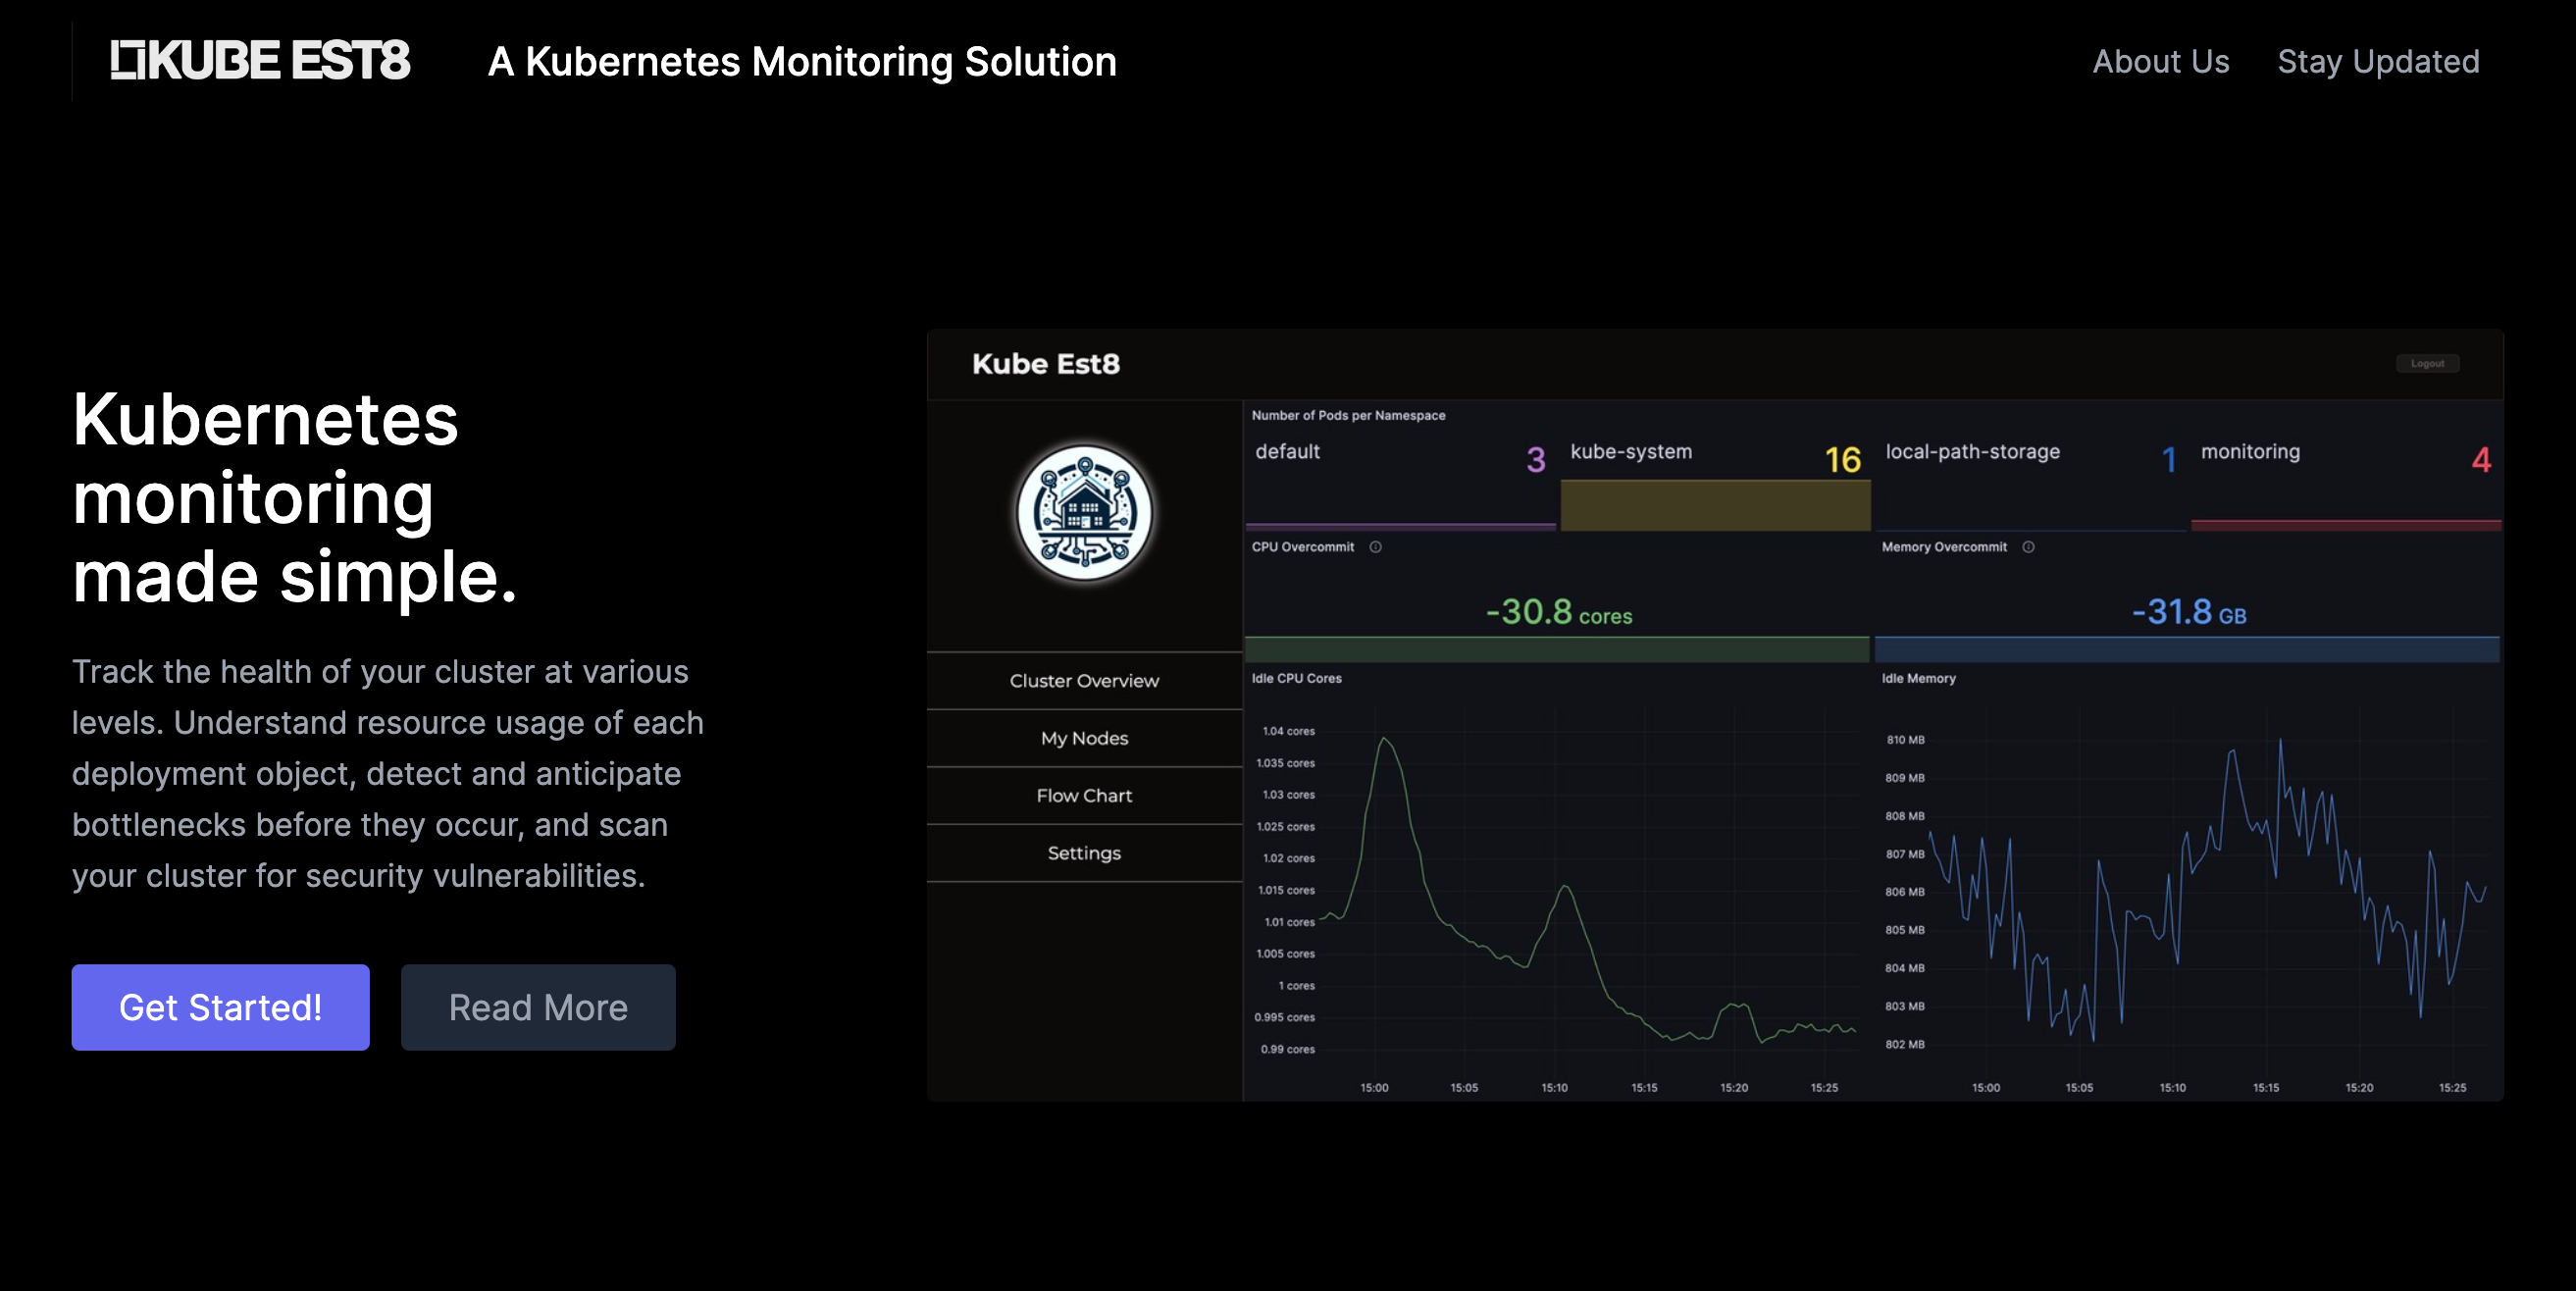 KUBE EST8
A Kubernetes Monitoring Solution
About Us
Stay Updated
Kubernetes
monitoring
made simple.
Track the health of your cluster at various
levels. Understand resource usage of each
deployment object, detect and anticipate
bottlenecks before they occur, and scan
your cluster for security vulnerabilities.
Get Started!
Read More
Kube Est8
Logout
Cluster Overview
My Nodes
Flow Chart
Settings
Number of Pods per Namespace
default 3
kube-system 16
local-path-storage 1
monitoring 4
CPU Overcommit
-30.8 cores
Memory Overcommit
-31.8 GB
Idle CPU Cores
1.04 cores
1.035 cores
1.03 cores
1.025 cores
1.02 cores
1.015 cores
1.01 cores
1.005 cores
1 cores
0.995 cores
0.99 cores
15:00 15:05 15:10 15:15 15:20 15:25
Idle Memory
810 MB
809 MB
808 MB
807 MB
806 MB
805 MB
804 MB
803 MB
802 MB
15:00 15:05 15:10 15:15 15:20 15:25